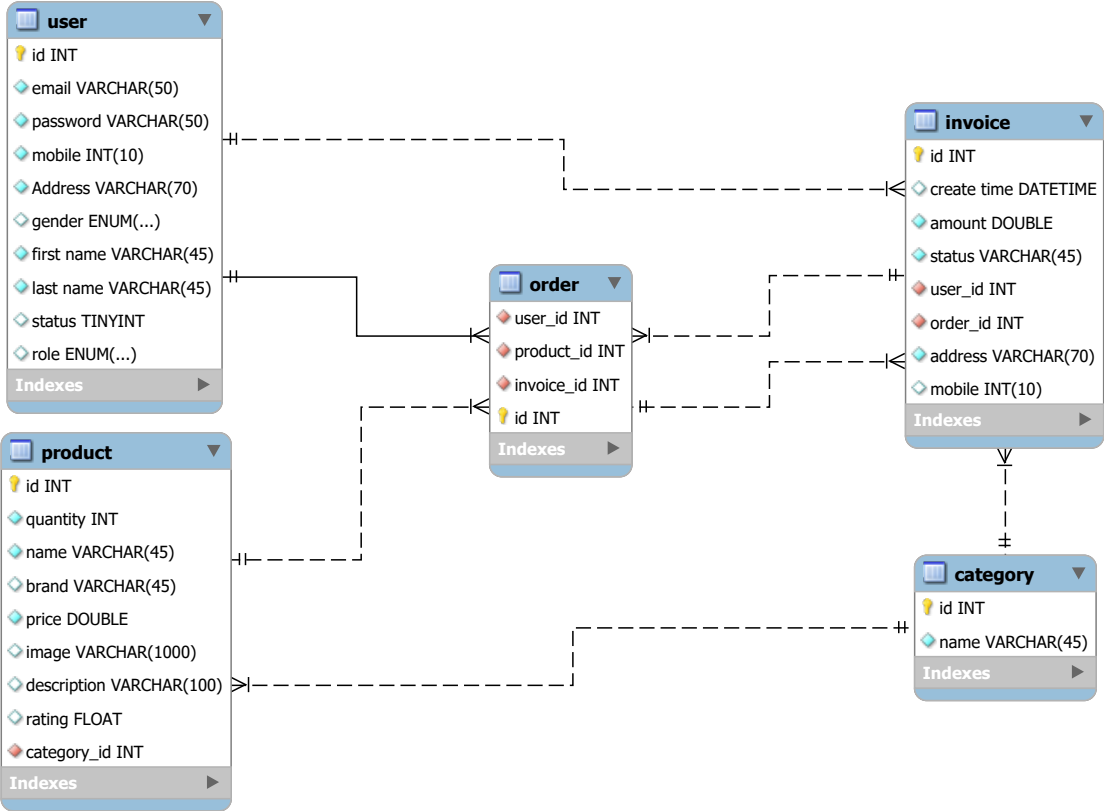 user
id INT
email VARCHAR(50)
password VARCHAR(50)
mobile INT(10)
Address VARCHAR(70)
gender ENUM(...)
first name VARCHAR(45)
last name VARCHAR(45)
status TINYINT
role ENUM(...)
Indexes
product
id INT
quantity INT
name VARCHAR(45)
brand VARCHAR(45)
price DOUBLE
image VARCHAR(1000)
description VARCHAR(100)
rating FLOAT
category_id INT
Indexes
order
user_id INT
product_id INT
invoice_id INT
id INT
Indexes
invoice
id INT
create time DATETIME
amount DOUBLE
status VARCHAR(45)
user_id INT
order_id INT
address VARCHAR(70)
mobile INT(10)
Indexes
category
id INT
name VARCHAR(45)
Indexes